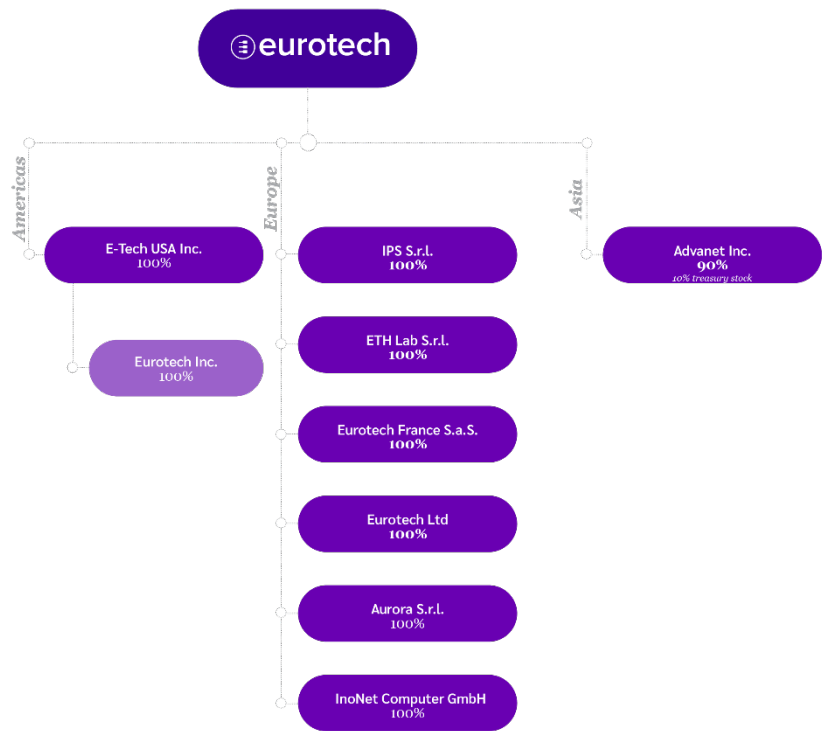 eurotech
Americas
E-Tech USA Inc.
100%
Eurotech Inc.
100%
Europe
IPS S.r.l.
100%
ETH Lab S.r.l.
100%
Eurotech France S.a.S.
100%
Eurotech Ltd
100%
Aurora S.r.l.
100%
InoNet Computer GmbH
100%
Asia
Advanet Inc.
90%
10% treasury stock